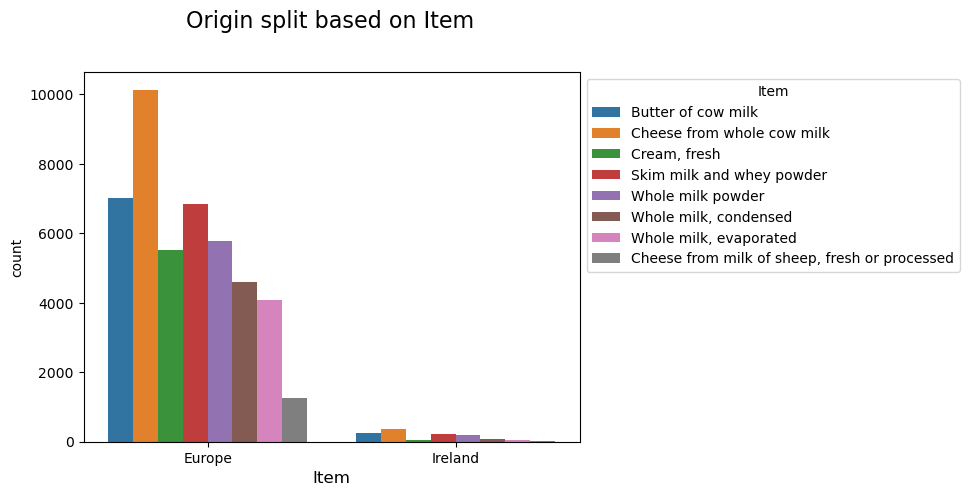 Origin split based on Item
10000
8000
6000
4000
2000
0
count
Europe
Ireland
Item
Item
Butter of cow milk
Cheese from whole cow milk
Cream, fresh
Skim milk and whey powder
Whole milk powder
Whole milk, condensed
Whole milk, evaporated
Cheese from milk of sheep, fresh or processed